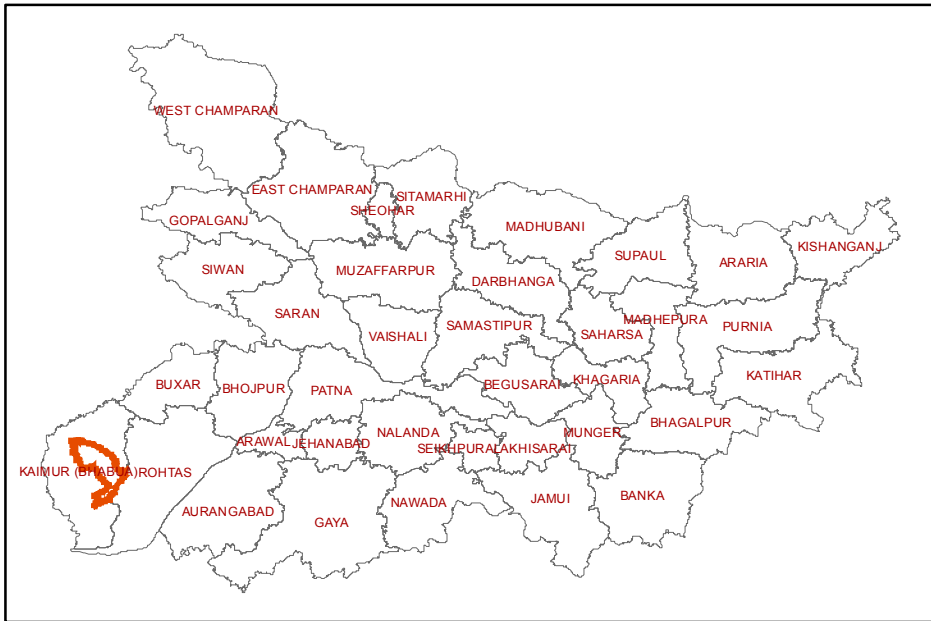 WEST CHAMPARAN
EAST CHAMPARAN
SITAMARHI
SHEOHAR
GOPALGANJ
MADHUBANI
KISHANGANJ
SUPAUL
ARARIA
SIWAN
MUZAFFARPUR
DARBHANGA
SARAN
MADHEPURA
SAMASTIPUR
PURNIA
VAISHALI
SAHARSA
KATIHAR
KHAGARIA
BUXAR
BHOJPUR
PATNA
BEGUSARAI
BHAGALPUR
NALANDA
MUNGER
ARAWAL
JEHANABAD
SEIKHPURA
LAKHISARAI
KAIMUR (BHABUA)
ROHTAS
BANKA
JAMUI
NAWADA
AURANGABAD
GAYA